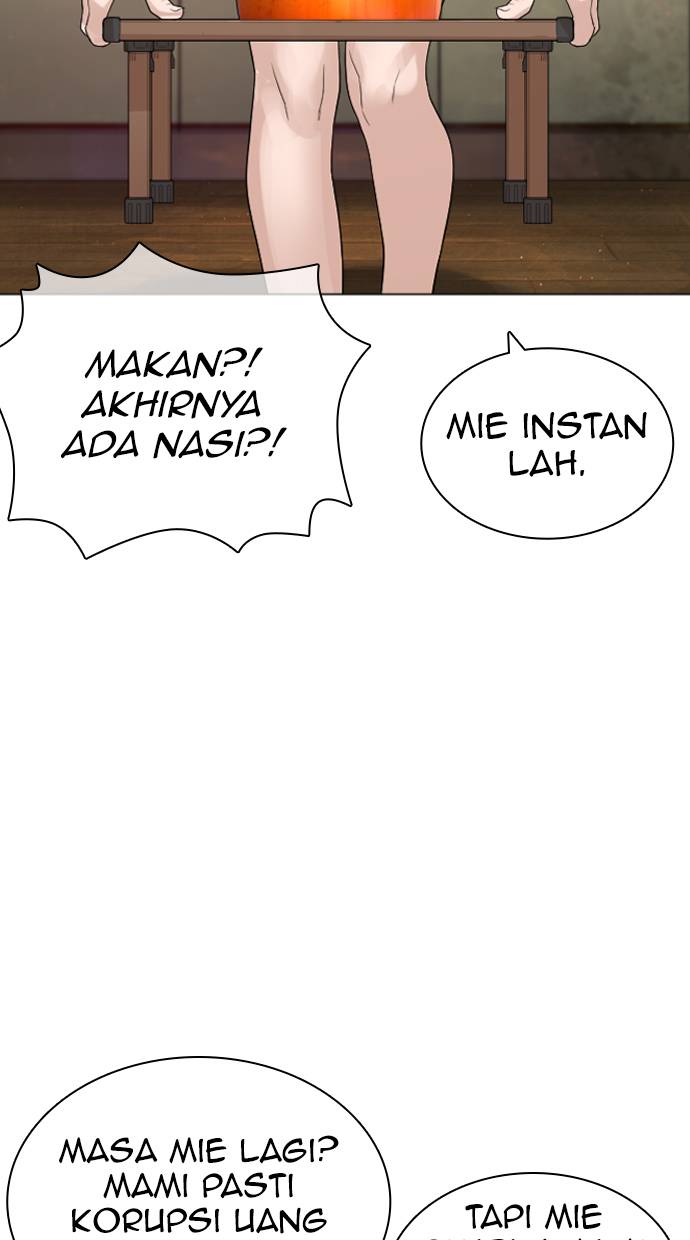 MAKAN?!
AKHIRNYA
ADA NASI?!
MIE INSTAN
LAH.
MASA MIE LAGI?
MAMI PASTI
KORUPSI UANG
TAPI MIE